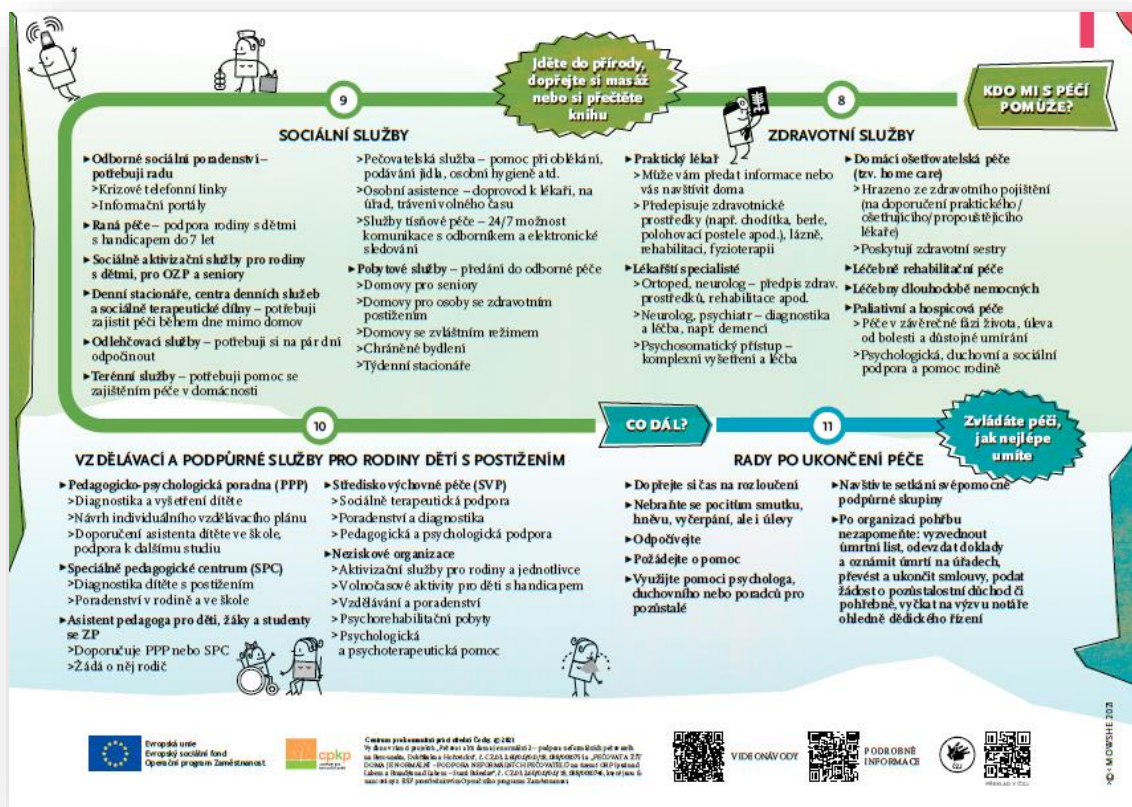 Jděte do přírody,
dopřejte si masáž
nebo si přečtěte
knihu
KDO MI S PÉČÍ
POMŮŽE?
9
SOCIÁLNÍ SLUŽBY
►Odborné sociální poradenství –
potřebuji radu
>Krizové telefonní linky
>Informační portály
►Raná péče – podpora rodiny s dětmi
s handicapem do 7 let
►Sociálně aktivizační služby pro rodiny
s dětmi, pro OZP a seniory
►Denní stacionáře, centra denních služeb
a sociálně terapeutické dílny – potřebuji
zajistit péči během dne mimo domov
►Odlehčovací služby – potřebuji si na pár dní
odpočinout
►Terénní služby – potřebuji pomoc se
zajištěním péče v domácnosti
>Pečovatelská služba – pomoc při oblékání,
podávání jídla, osobní hygieně atd.
>Osobní asistence – doprovod k lékaři, na
úřad, trávení volného času
>Služby tísňové péče – 24/7 možnost
komunikace s odborníkem a elektronické
sledování
►Pobytové služby – předání do odborné péče
>Domovy pro seniory
>Domovy pro osoby se zdravotním
postižením
>Domovy se zvláštním režimem
>Chráněné bydlení
>Týdenní stacionáře
8
ZDRAVOTNÍ SLUŽBY
►Praktický lékař
>Může vám předat informace nebo
vás navštívit doma
>Předepisuje zdravotnické
prostředky (např. chodítka, berle,
polohovací postele apod.), lázně,
rehabilitaci, fyzioterapii
►Lékařští specialisté
>Ortoped, neurolog – předpis zdrav.
prostředků, rehabilitace apod.
>Neurolog, psychiatr – diagnostika
a léčba, např. demencí
>Psychosomatický přístup –
komplexní vyšetření a léčba
►Domácí ošetřovatelská péče
(tzv. home care)
>Hrazeno ze zdravotního pojištění
(na doporučení praktického/
ošetřujícího/propouštějícího
lékaře)
>Poskytují zdravotní sestry
►Léčebně rehabilitační péče
►Léčebny dlouhodobě nemocných
►Paliativní a hospicová péče
>Péče v závěrečné fázi života, úleva
od bolesti a důstojné umírání
>Psychologická, duchovní a sociální
podpora a pomoc rodině
10
VZDĚLÁVACÍ A PODPŮRNÉ SLUŽBY PRO RODINY DĚTÍ S POSTIŽENÍM
►Pedagogicko-psychologická poradna (PPP)
>Diagnostika a vyšetření dítěte
>Návrh individuálního vzdělávacího plánu
>Doporučení asistenta dítěte ve škole,
podpora k dalšímu studiu
►Speciálně pedagogické centrum (SPC)
>Diagnostika dítěte s postižením
>Poradenství v rodině a ve škole
►Asistent pedagoga pro děti, žáky a studenty
se ZP
>Doporučuje PPP nebo SPC
>Žádá o něj rodič
►Středisko výchovné péče (SVP)
>Sociálně terapeutická podpora
>Poradenství a diagnostika
>Pedagogická a psychologická podpora
►Neziskové organizace
>Aktivizační služby pro rodiny a jednotlivce
>Volnočasové aktivity pro děti s handicapem
>Vzdělávání a poradenství
>Psychorehabilitační pobyty
>Psychologická
a psychoterapeutická pomoc
CO DÁL?
11
Zvládáte péči,
jak nejlépe
umíte
RADY PO UKONČENÍ PÉČE
►Dopřejte si čas na rozloučení
►Nebraňte se pocitům smutku,
hněvu, vyčerpání, ale i úlevy
►Odpočívejte
►Požádejte o pomoc
►Využijte pomoci psychologa,
duchovního nebo poradců pro
pozůstalé
►Navštivte setkání svépomocné
podpůrné skupiny
►Po organizaci pohřbu
nezapomeňte: vyzvednout
úmrtní list, odevzdat doklady
a oznámit úmrtí na úřadech,
převést a ukončit smlouvy, podat
žádost o pozůstalostní důchod či
pohřebné, vyčkat na výzvu notáře
ohledně dědického řízení
Evropská unie
Evropský sociální fond
Operační program Zaměstnanost
cpkp
Centrum pro komunitní práci střední Čechy, © 2021
VIDEONÁVODY
PODROBNÉ
INFORMACE
PŘEKLAD V ČZJ
MOWSHE 2021